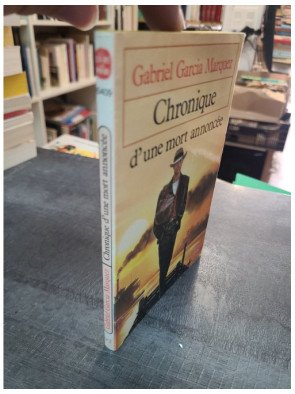 Gabriel García Márquez
Chronique
d'une mort annoncée
Gabriel García Márquez / Chronique d'une mort annoncée